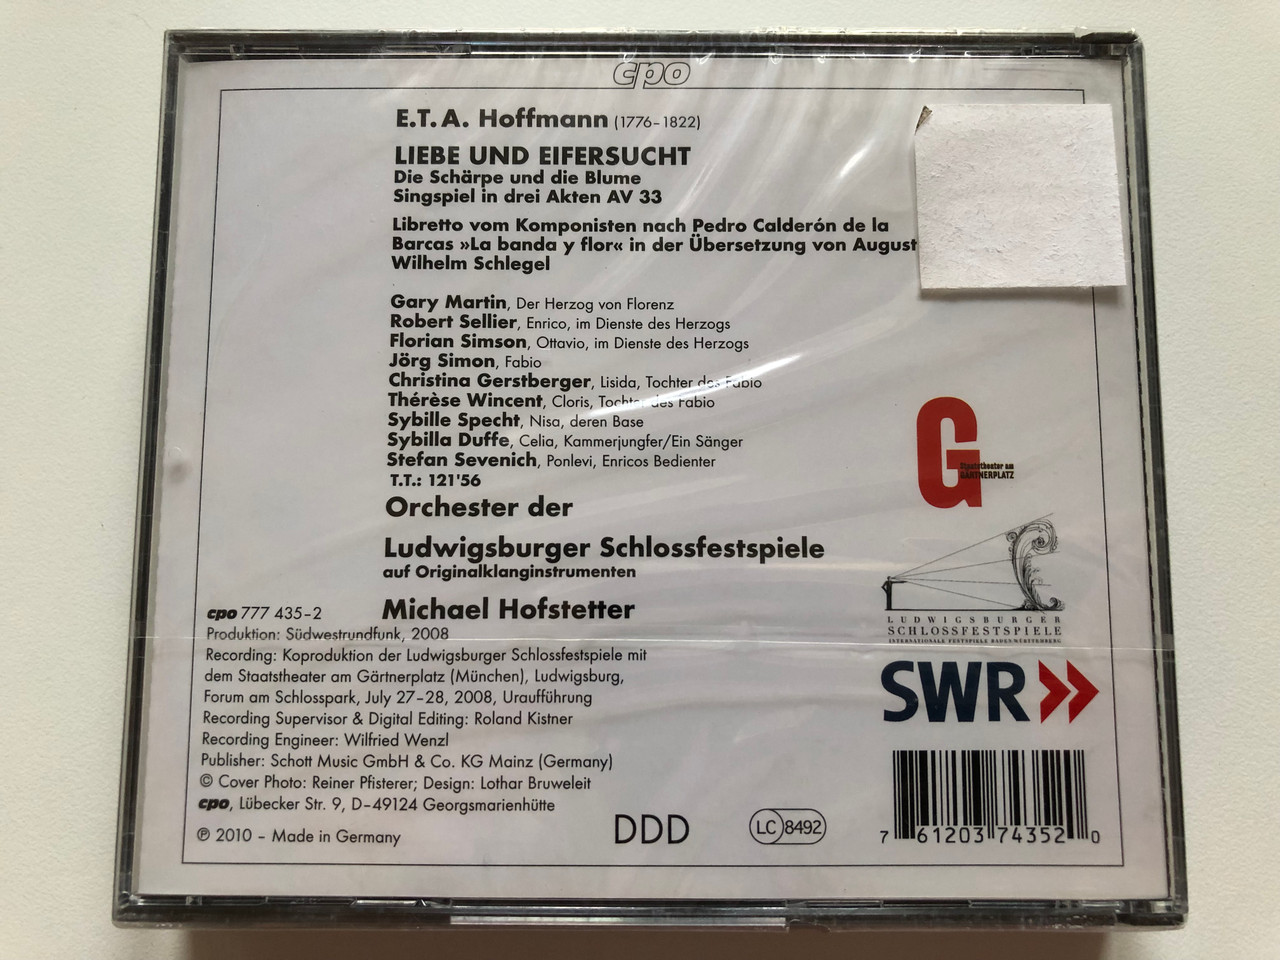 cpo
E.T.A. Hoffmann (1776–1822)
LIEBE UND EIFERSUCHT
Die Schärpe und die Blume
Singspiel in drei Akten AV 33
Libretto vom Komponisten nach Pedro Calderón de la
Barcas »La banda y flor« in der Übersetzung von August
Wilhelm Schlegel
Gary Martin, Der Herzog von Florenz
Robert Sellier, Enrico, im Dienste des Herzogs
Florian Simson, Ottavio, im Dienste des Herzogs
Jörg Simon, Fabio
Christina Gerstberger, Lisida, Tochter des Fabio
Thérèse Wincent, Cloris, Tochter des Fabio
Sybille Specht, Nisa, deren Base
Sybilla Duffe, Celia, Kammerjungfer/Ein Sänger
Stefan Sevenich, Ponlevi, Enricos Bedienter
T.T.: 121'56
Orchester der
Ludwigsburger Schlossfestspiele
auf Originalklanginstrumenten
Michael Hofstetter
G
Staatstheater am
GÄRTNERPLATZ
LUDWIGSBURGER
SCHLOSSFESTSPIELE
INTERNATIONALE FESTSPIELE BADEN-WÜRTTEMBERG
SWR
cpo 777 435–2
Produktion: Südwestrundfunk, 2008
Recording: Koproduktion der Ludwigsburger Schlossfestspiele mit
dem Staatstheater am Gärtnerplatz (München), Ludwigsburg,
Forum am Schlosspark, July 27–28, 2008, Uraufführung
Recording Supervisor & Digital Editing: Roland Kistner
Recording Engineer: Wilfried Wenzl
Publisher: Schott Music GmbH & Co. KG Mainz (Germany)
© Cover Photo: Reiner Pfisterer; Design: Lothar Bruweleit
cpo, Lübecker Str. 9, D–49124 Georgsmarienhütte
℗ 2010 – Made in Germany
DDD
LC 8492
7 61203 74352 0